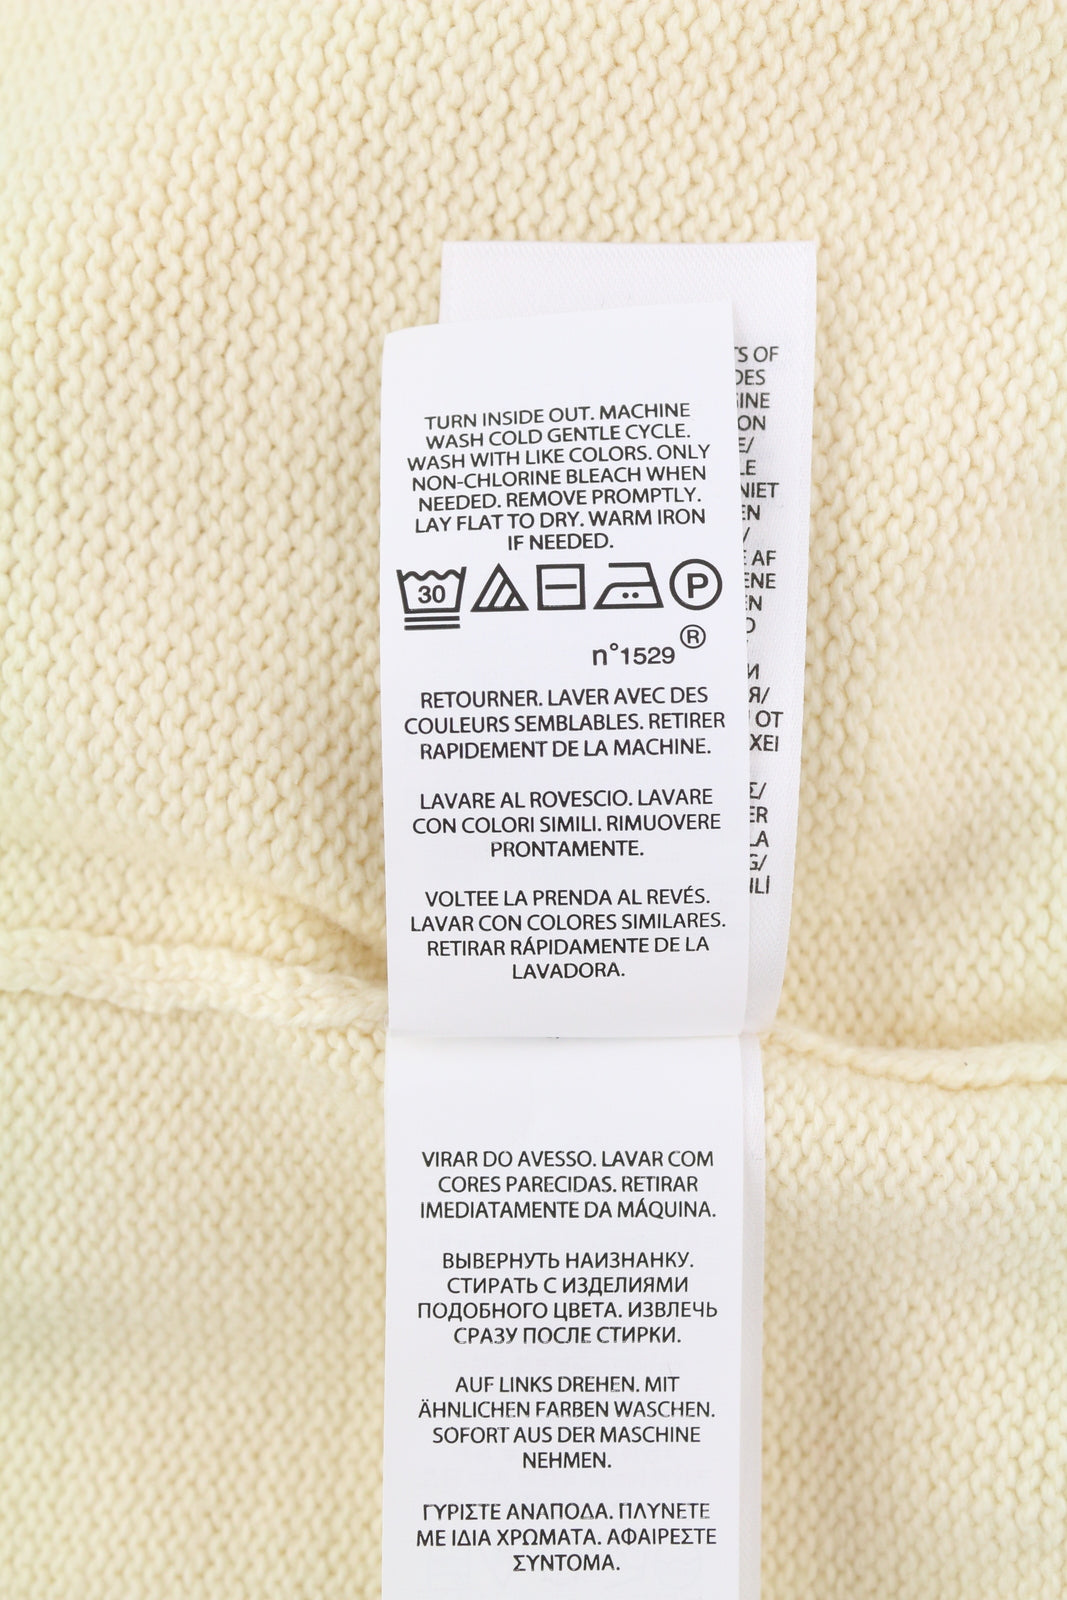 TURN INSIDE OUT. MACHINE
WASH COLD GENTLE CYCLE.
WASH WITH LIKE COLORS. ONLY
NON-CHLORINE BLEACH WHEN
NEEDED. REMOVE PROMPTLY.
LAY FLAT TO DRY. WARM IRON
IF NEEDED.
30 P
n°1529 ®
RETOURNER. LAVER AVEC DES
COULEURS SEMBLABLES. RETIRER
RAPIDEMENT DE LA MACHINE.
LAVARE AL ROVESCIO. LAVARE
CON COLORI SIMILI. RIMUOVERE
PRONTAMENTE.
VOLTEE LA PRENDA AL REVÉS.
LAVAR CON COLORES SIMILARES.
RETIRAR RÁPIDAMENTE DE LA
LAVADORA.
VIRAR DO AVESSO. LAVAR COM
CORES PARECIDAS. RETIRAR
IMEDIATAMENTE DA MÁQUINA.
ВЫВЕРНУТЬ НАИЗНАНКУ.
СТИРАТЬ С ИЗДЕЛИЯМИ
ПОДОБНОГО ЦВЕТА. ИЗВЛЕЧЬ
СРАЗУ ПОСЛЕ СТИРКИ.
AUF LINKS DREHEN. MIT
ÄHNLICHEN FARBEN WASCHEN.
SOFORT AUS DER MASCHINE
NEHMEN.
ΓΥΡΙΣΤΕ ΑΝΑΠΟΔΑ. ΠΛΥΝΕΤΕ
ΜΕ ΙΔΙΑ ΧΡΩΜΑΤΑ. ΑΦΑΙΡΕΣΤΕ
ΣΥΝΤΟΜΑ.
OF
AF
ОТ